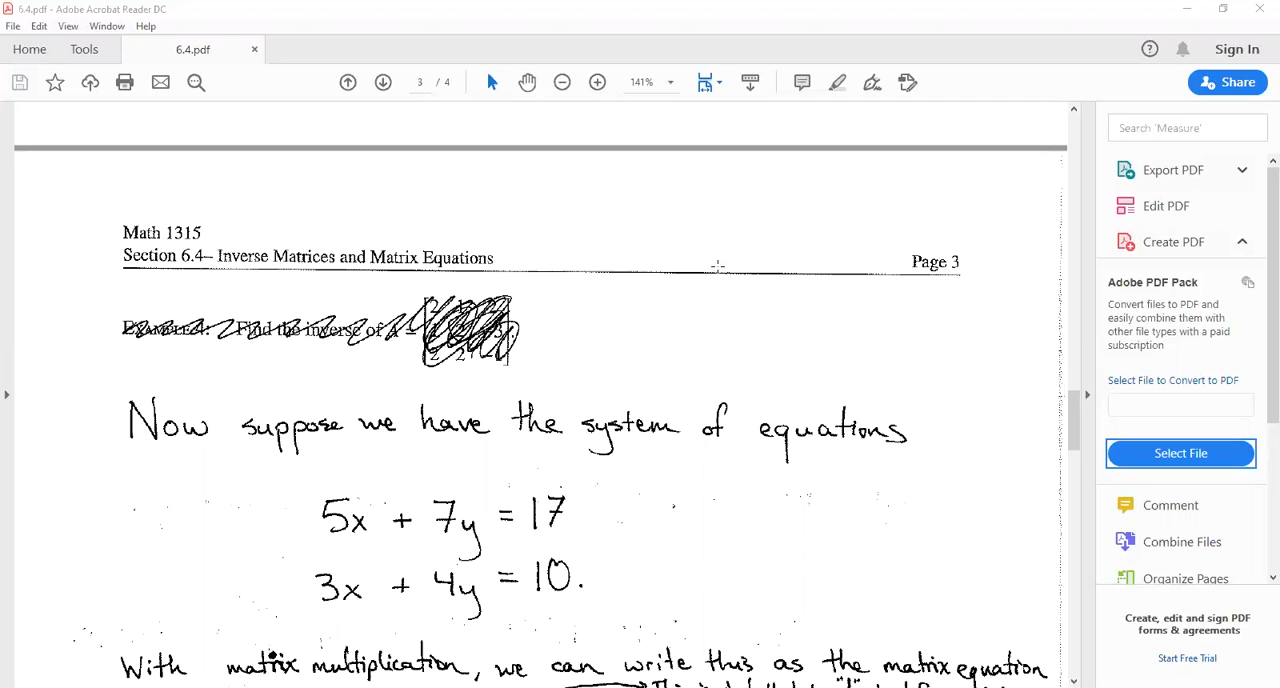 6.4.pdf - Adobe Acrobat Reader DC
File Edit View Window Help
Home Tools 6.4.pdf × Sign In
3 / 4 141% Share
Search 'Measure'
Export PDF
Edit PDF
Create PDF
Adobe PDF Pack
Convert files to PDF and
easily combine them with
other file types with a paid
subscription
Select File to Convert to PDF
Select File
Comment
Combine Files
Organize Pages
Create, edit and sign PDF
forms & agreements
Start Free Trial
Math 1315
Section 6.4– Inverse Matrices and Matrix Equations Page 3
Find the inverse of
Now suppose we have the system of equations
5x + 7y = 17
3x + 4y = 10.
With matrix multiplication, we can write this as the matrix equation